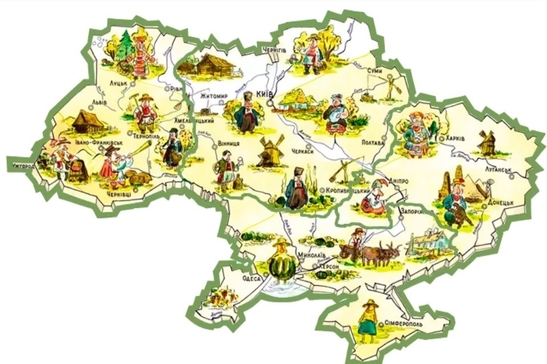 ЧЕРНІГІВ
СУМИ
ЛУЦЬК
РІВНЕ
ЖИТОМИР
КИЇВ
ЛЬВІВ
ТЕРНОПІЛЬ
ХМЕЛЬНИЦЬКИЙ
ПОЛТАВА
ХАРКІВ
ІВАНО-ФРАНКІВСЬК
ВІННИЦЯ
ЧЕРКАСИ
ЛУГАНСЬК
УЖГОРОД
ЧЕРНІВЦІ
КРОПИВНИЦЬКИЙ
ДНІПРО
ДОНЕЦЬК
ЗАПОРІЖЖЯ
МИКОЛАЇВ
ХЕРСОН
ОДЕСА
СІМФЕРОПОЛЬ